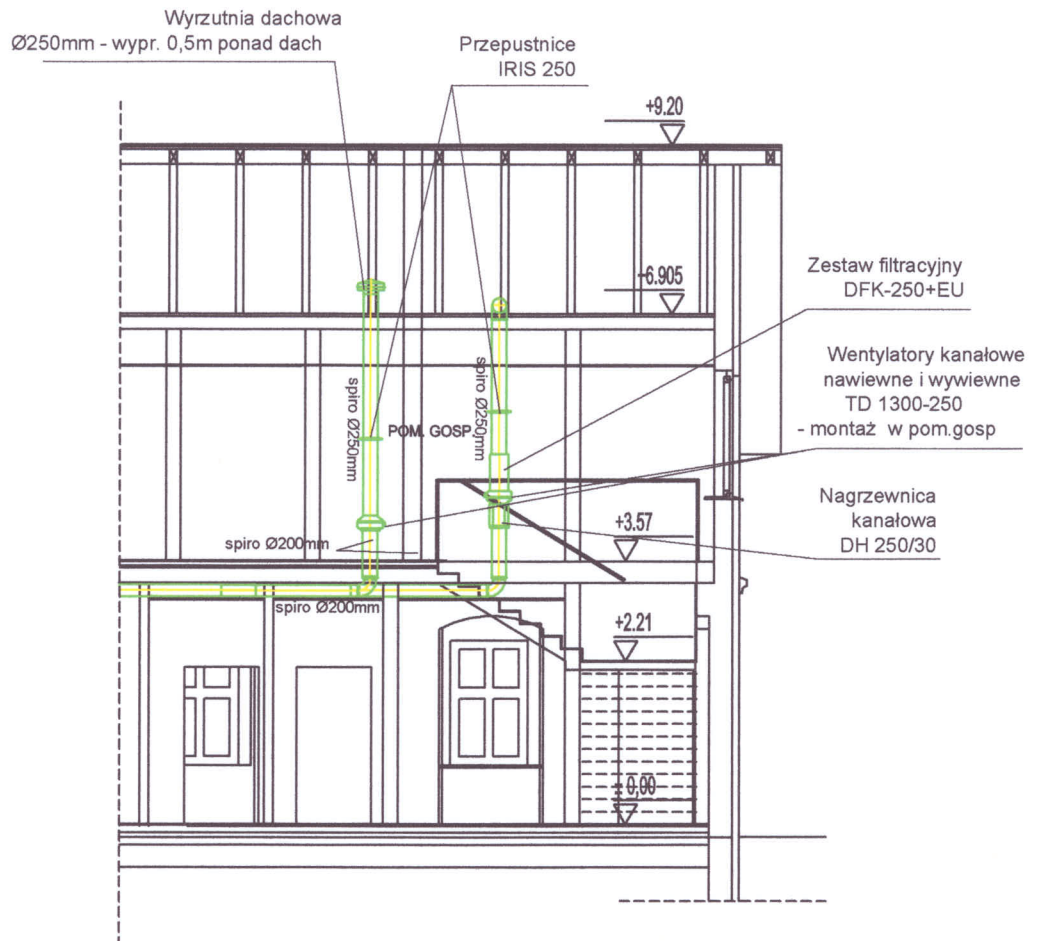 Wyrzutnia dachowa
Ø250mm - wypr. 0,5m ponad dach
Przepustnice
IRIS 250
+9.20
+6.905
Zestaw filtracyjny
DFK-250+EU
Wentylatory kanałowe
nawiewne i wywiewne
TD 1300-250
- montaż w pom.gosp
Nagrzewnica
kanałowa
DH 250/30
spiro Ø250mm
spiro Ø250mm
POM. GOSP.
+3.57
spiro Ø200mm
spiro Ø200mm
+2.21
± 0,00